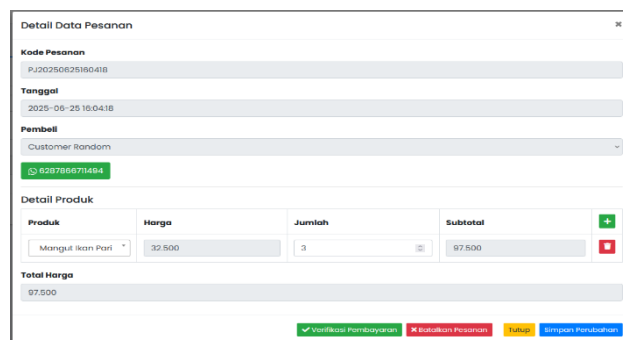 Detail Data Pesanan
Kode Pesanan
PJ20250625160418
Tanggal
2025-06-25 16:04:18
Pembeli
Customer Random
6287866711494
Detail Produk
Produk Harga Jumlah Subtotal
Mangut Ikan Pari 32.500 3 97.500
Total Harga
97.500
Verifikasi Pembayaran Batalkan Pesanan Tutup Simpan Perubahan